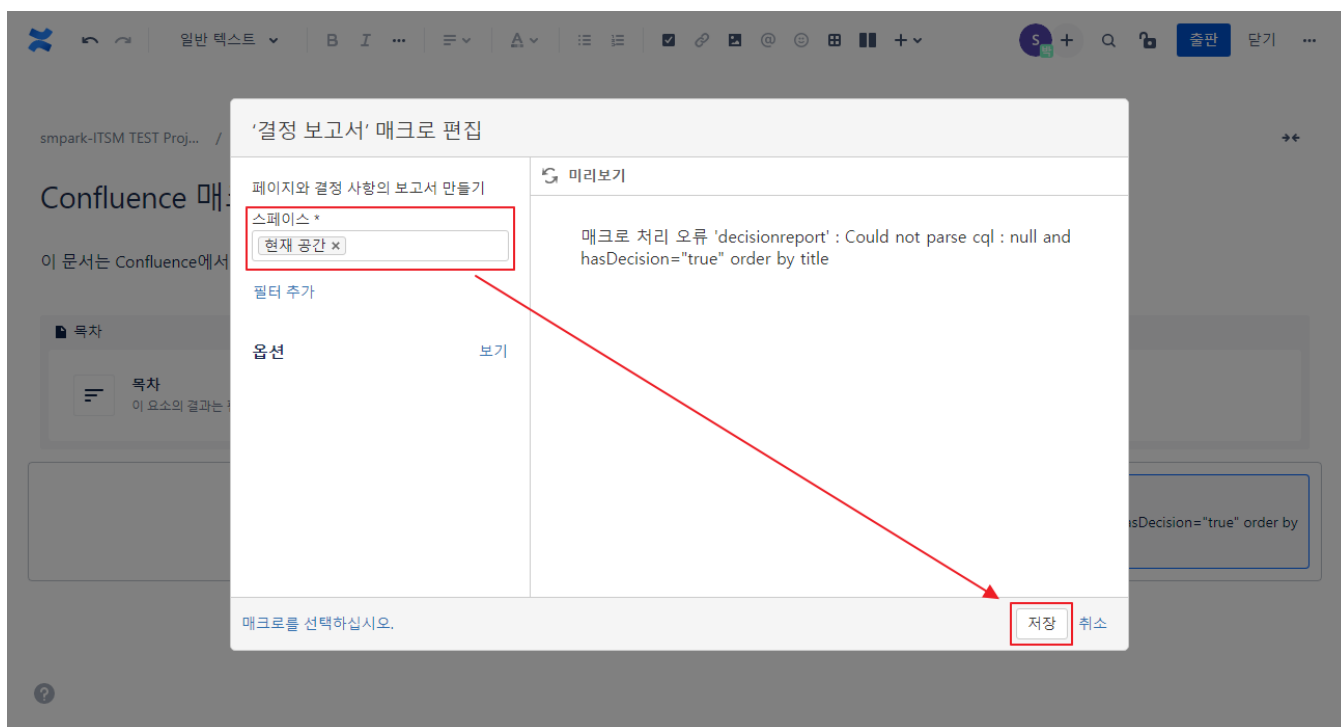 일반 텍스트
B I
A
@
S
출판
닫기
smpark-ITSM TEST Proj... /
Confluence 매
이 문서는 Confluence에서
목차
목차
이 요소의 결과는
'결정 보고서' 매크로 편집
페이지와 결정 사항의 보고서 만들기
스페이스 *
현재 공간 ×
필터 추가
옵션
보기
미리보기
매크로 처리 오류 'decisionreport' : Could not parse cql : null and
hasDecision="true" order by title
asDecision="true" order by
매크로를 선택하십시오.
저장
취소